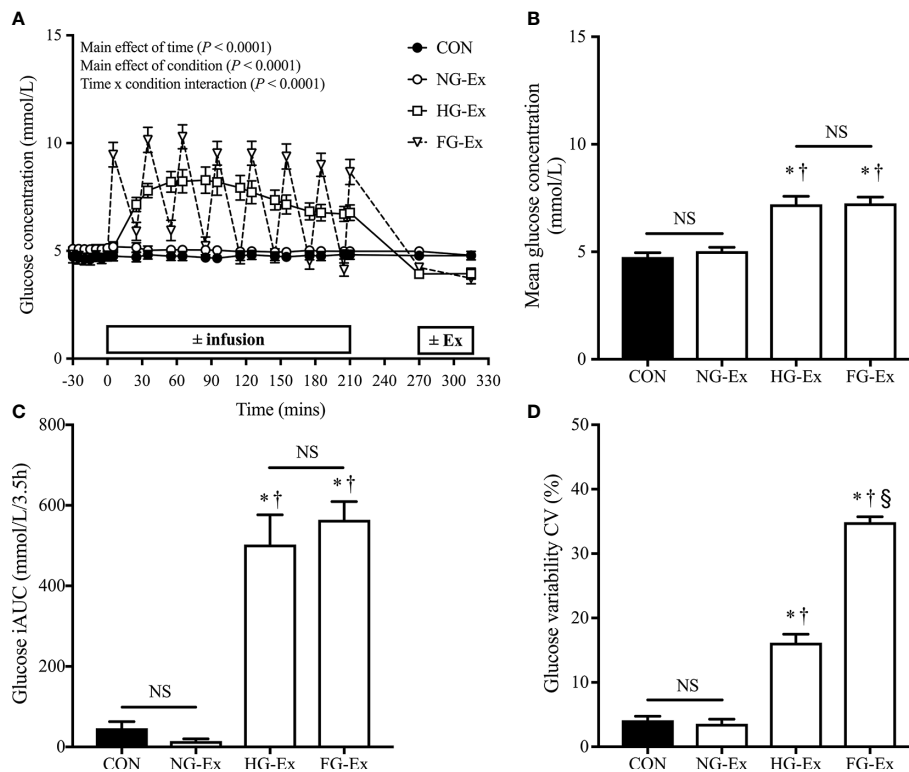 A
Main effect of time (P < 0.0001)
Main effect of condition (P < 0.0001)
Time x condition interaction (P < 0.0001)
CON
NG-Ex
HG-Ex
FG-Ex
Glucose concentration (mmol/L)
15
10
5
0
± infusion
± Ex
-30 0 30 60 90 120 150 180 210 240 270 300 330
Time (mins)
B
Mean glucose concentration
(mmol/L)
15
10
5
0
NS
NS
*† *†
CON NG-Ex HG-Ex FG-Ex
C
Glucose iAUC (mmol/L/3.5h)
800
600
400
200
0
NS
NS
*† *†
CON NG-Ex HG-Ex FG-Ex
D
Glucose variability CV (%)
50
40
30
20
10
0
NS
*†
*†§
CON NG-Ex HG-Ex FG-Ex